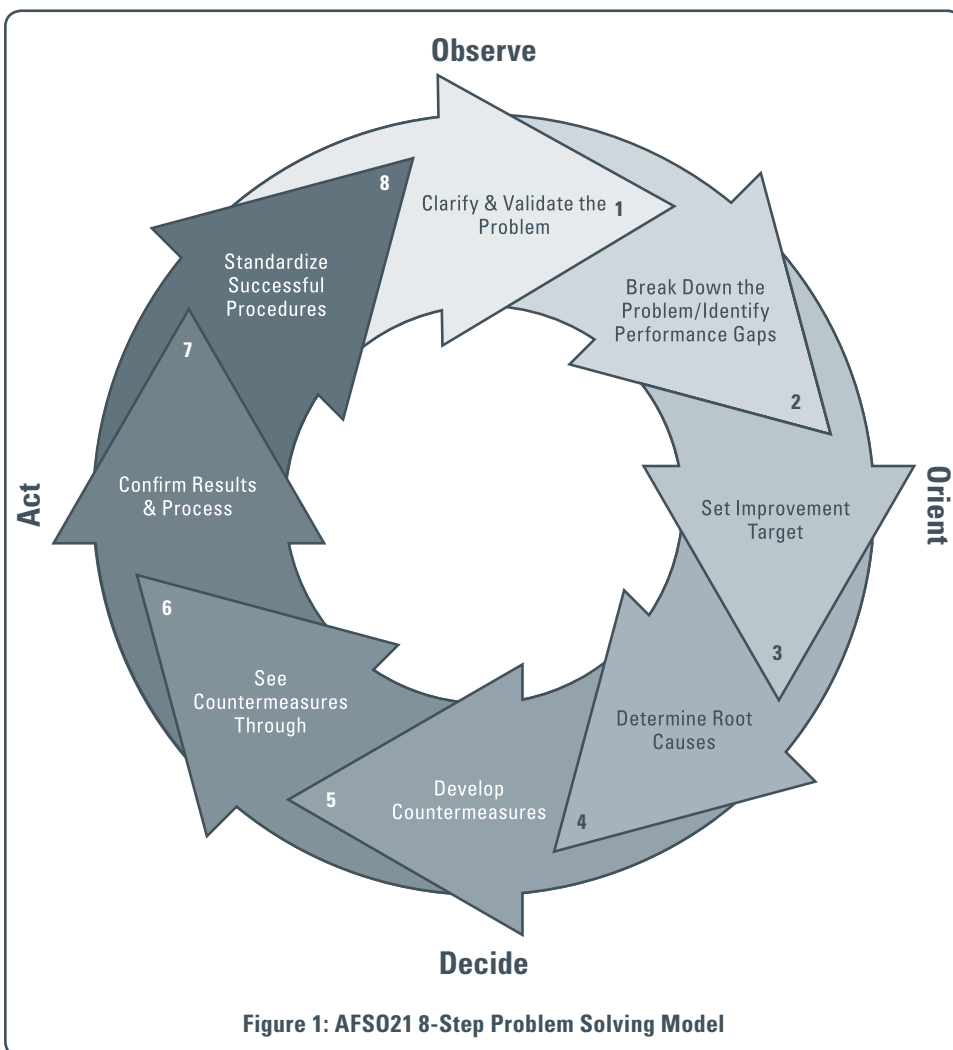 Observe
Clarify & Validate the 1
Problem
Break Down the
Problem/Identify
Performance Gaps
2
Orient
Set Improvement
Target
3
Determine Root
Causes
4
Decide
Develop
Countermeasures
5
See
Countermeasures
Through
6
Act
Confirm Results
& Process
7
Standardize
Successful
Procedures
8
Figure 1: AFSO21 8-Step Problem Solving Model